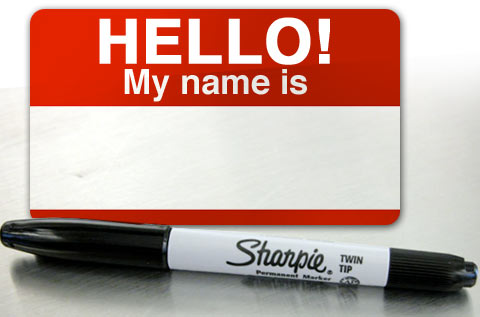 HELLO!
My name is
Sharpie
Permanent Marker
TWIN
TIP